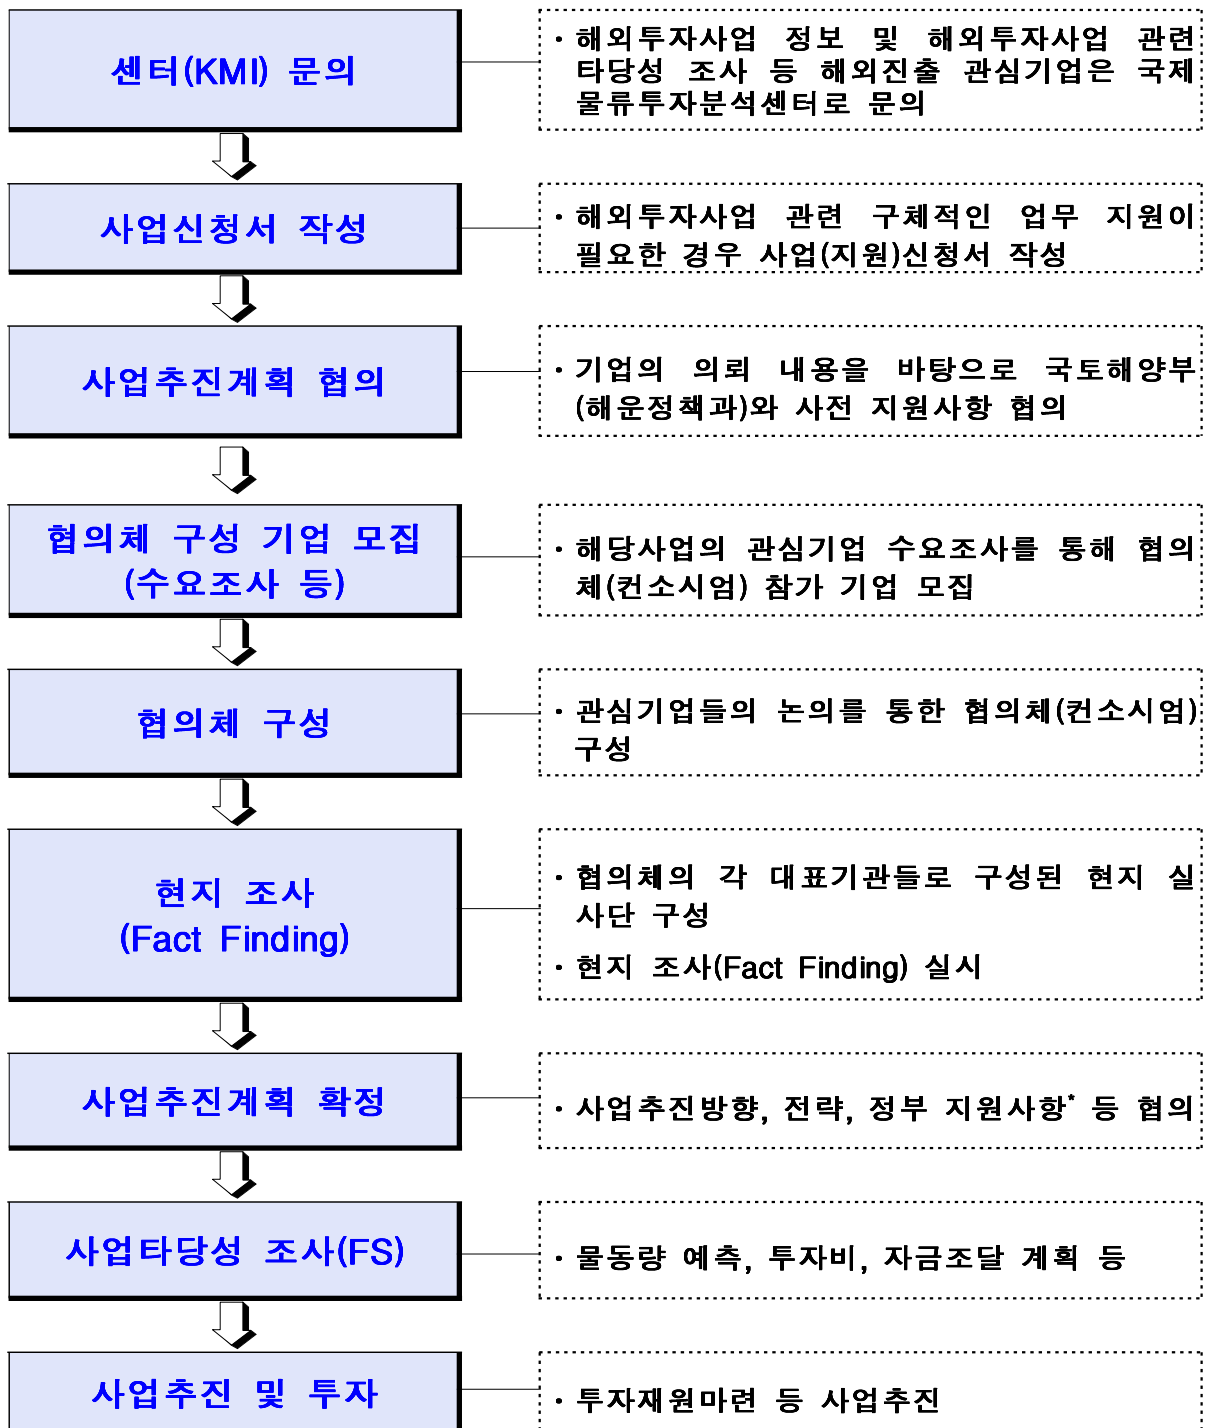 센터(KMI) 문의
· 해외투자사업 정보 및 해외투자사업 관련
타당성 조사 등 해외진출 관심기업은 국제
물류투자분석센터로 문의
사업신청서 작성
· 해외투자사업 관련 구체적인 업무 지원이
필요한 경우 사업(지원)신청서 작성
사업추진계획 협의
· 기업의 의뢰 내용을 바탕으로 국토해양부
(해운정책과)와 사전 지원사항 협의
협의체 구성 기업 모집
(수요조사 등)
· 해당사업의 관심기업 수요조사를 통해 협의
체(컨소시엄) 참가 기업 모집
협의체 구성
· 관심기업들의 논의를 통한 협의체(컨소시엄)
구성
현지 조사
(Fact Finding)
· 협의체의 각 대표기관들로 구성된 현지 실
사단 구성
· 현지 조사(Fact Finding) 실시
사업추진계획 확정
· 사업추진방향, 전략, 정부 지원사항* 등 협의
사업타당성 조사(FS)
· 물동량 예측, 투자비, 자금조달 계획 등
사업추진 및 투자
· 투자재원마련 등 사업추진